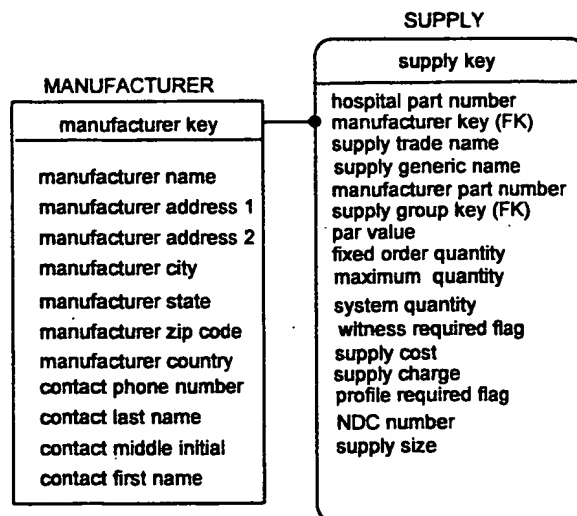 MANUFACTURER
manufacturer key
manufacturer name
manufacturer address 1
manufacturer address 2
manufacturer city
manufacturer state
manufacturer zip code
manufacturer country
contact phone number
contact last name
contact middle initial
contact first name
SUPPLY
supply key
hospital part number
manufacturer key (FK)
supply trade name
supply generic name
manufacturer part number
supply group key (FK)
par value
fixed order quantity
maximum quantity
system quantity
witness required flag
supply cost
supply charge
profile required flag
NDC number
supply size